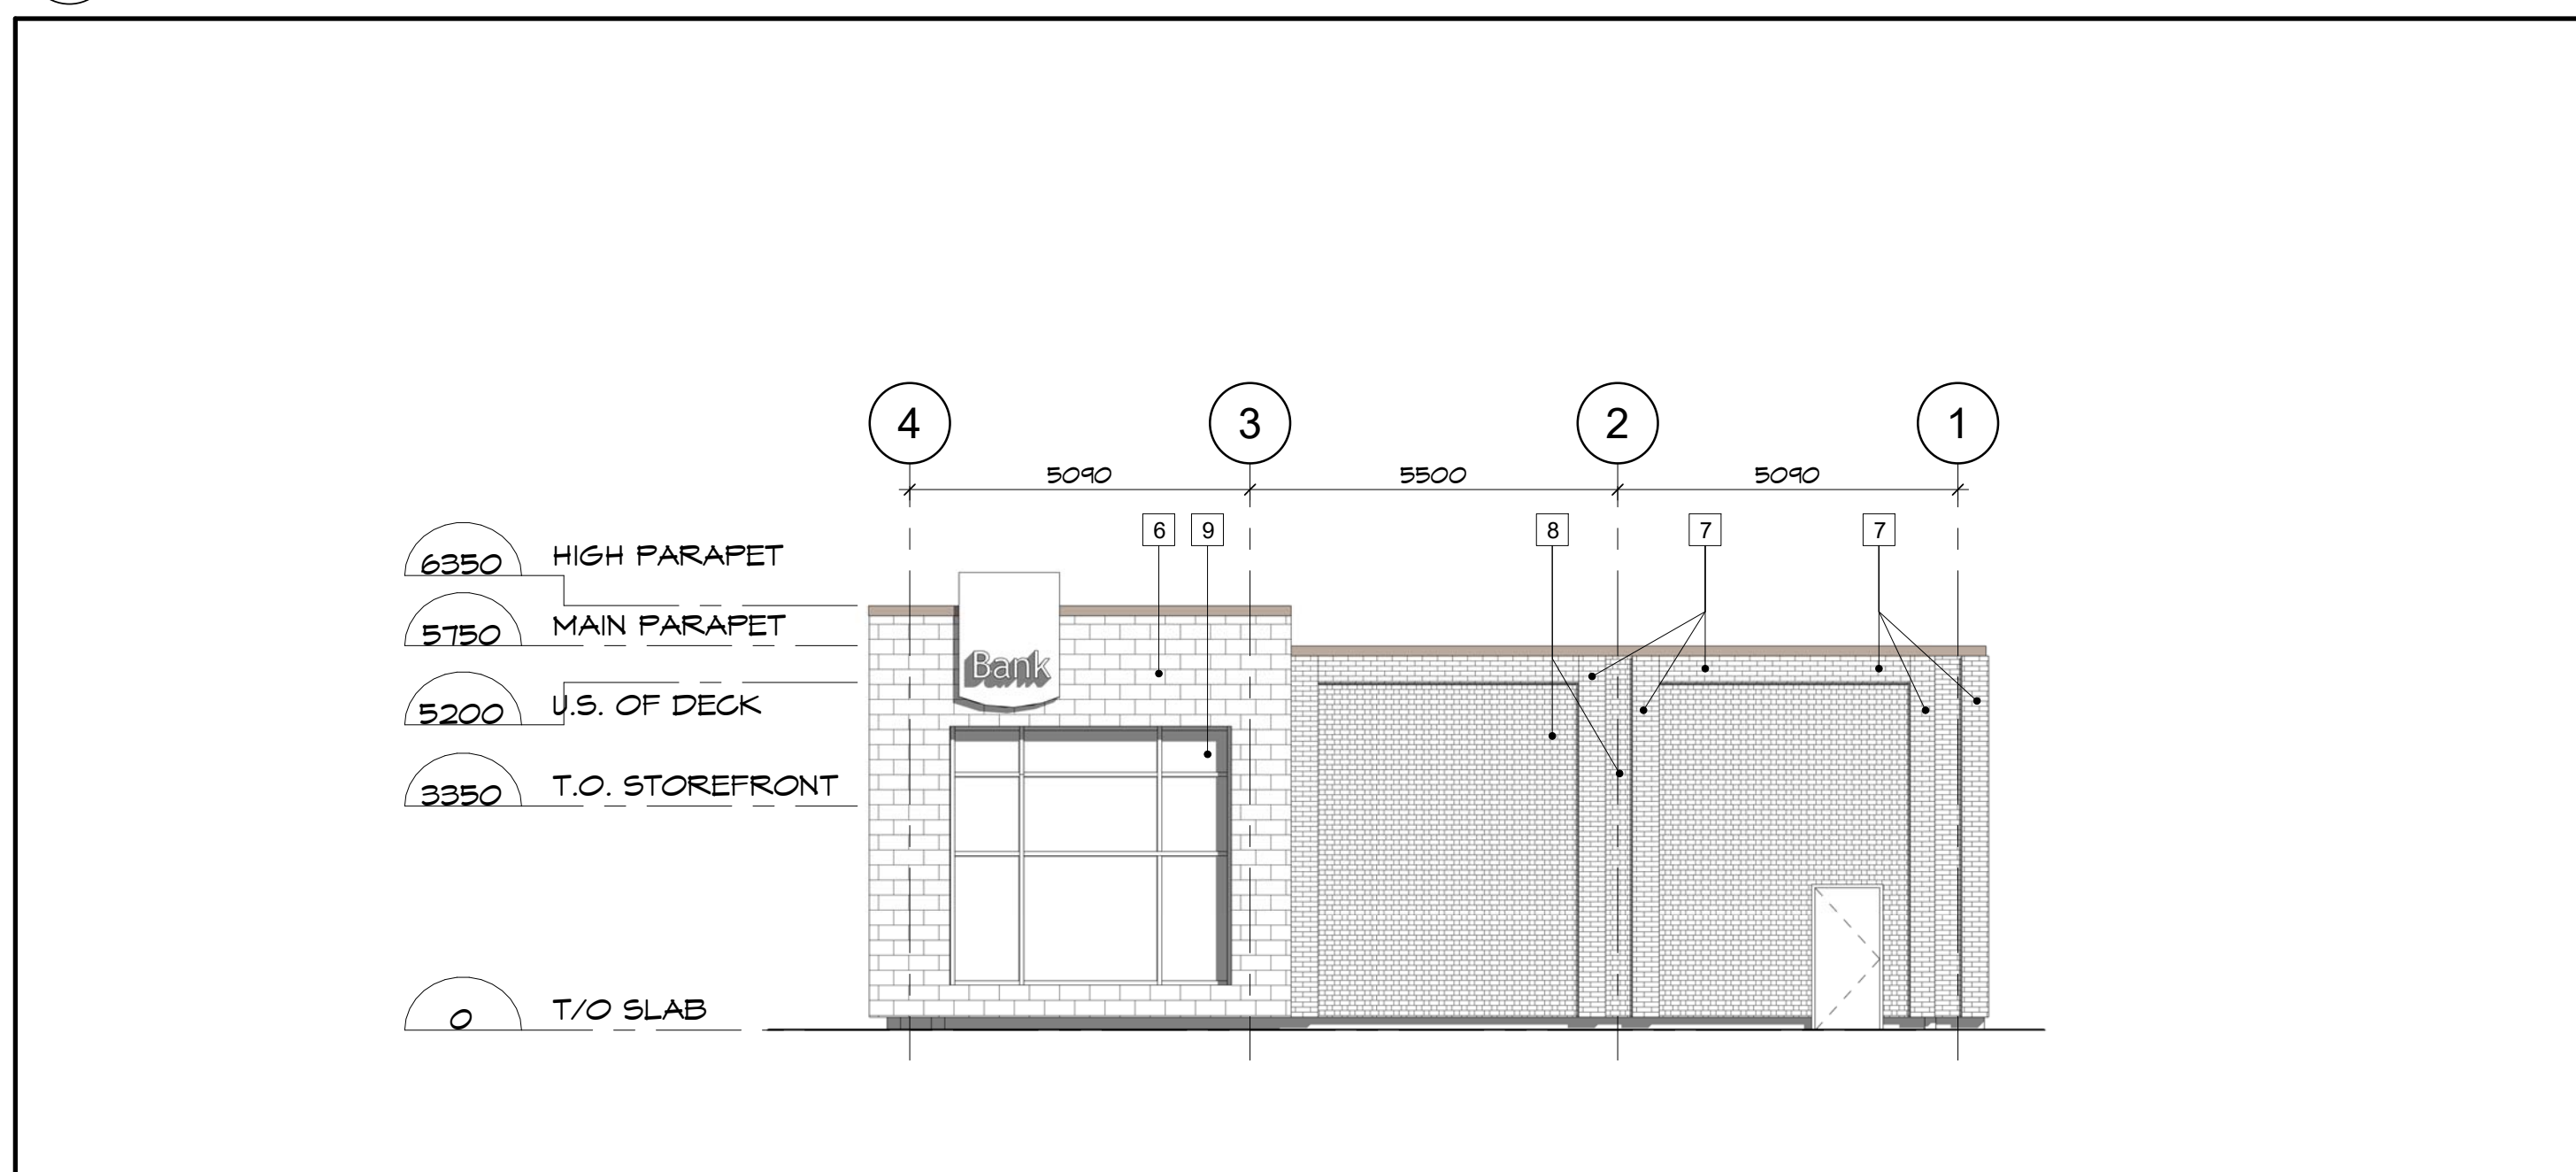 4 3 2 1
5090 5500 5090
6 9 8 7 7
6350 HIGH PARAPET
5750 MAIN PARAPET
Bank
5200 U.S. OF DECK
3350 T.O. STOREFRONT
0 T/O SLAB